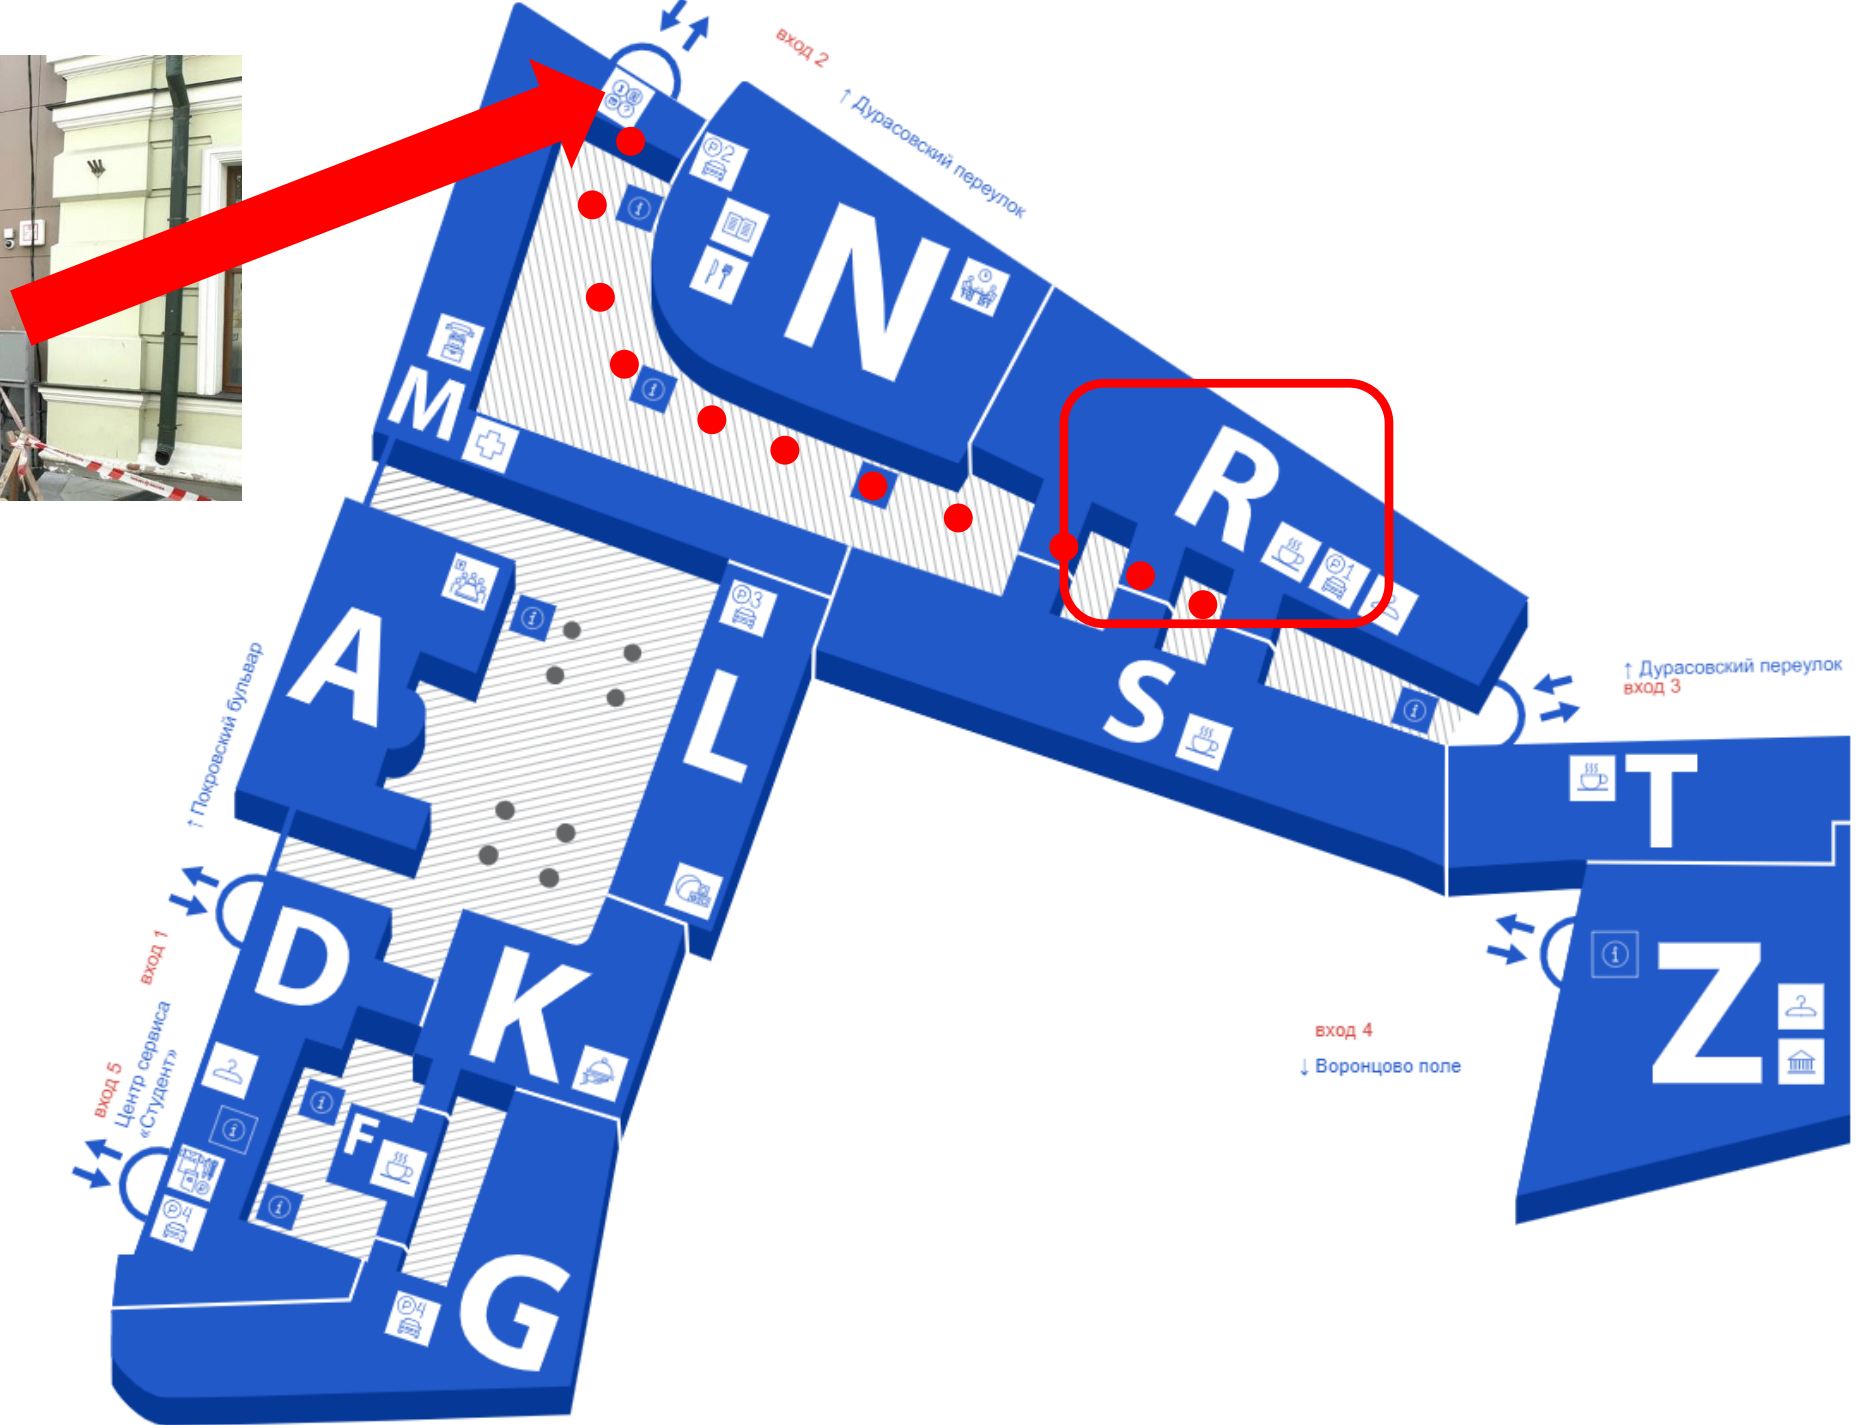 вход 2
↑ Дурасовский переулок
P2
N
M
R
P1
A
P3
L
S
↑ Покровский бульвар
↑ Дурасовский переулок
вход 3
T
D
K
Z
вход 1
вход 5
Центр сервиса
«Студент»
вход 4
↓ Воронцово поле
F
P4
P4
G